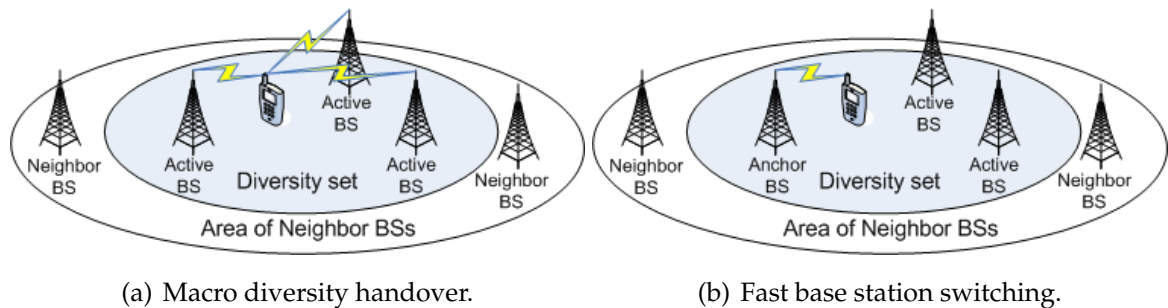 Active
BS
Neighbor
BS
Active
BS
Active
BS
Neighbor
BS
Diversity set
Area of Neighbor BSs
(a) Macro diversity handover.
Active
BS
Neighbor
BS
Anchor
BS
Active
BS
Neighbor
BS
Diversity set
Area of Neighbor BSs
(b) Fast base station switching.